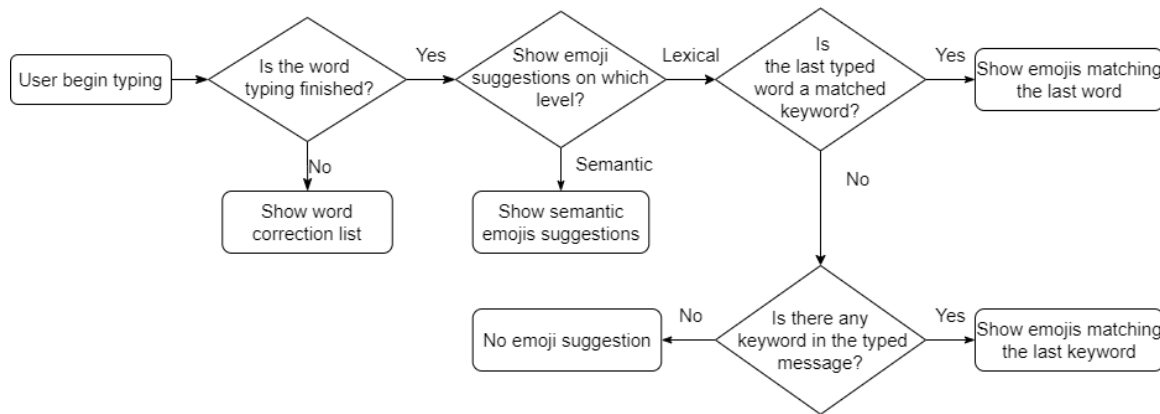 User begin typing
Is the word
typing finished?
Yes
No
Show word
correction list
Show emoji
suggestions on which
level?
Lexical
Semantic
Show semantic
emojis suggestions
Is
the last typed
word a matched
keyword?
Yes
Show emojis matching
the last word
No
Is there any
keyword in the typed
message?
No
No emoji suggestion
Yes
Show emojis matching
the last keyword